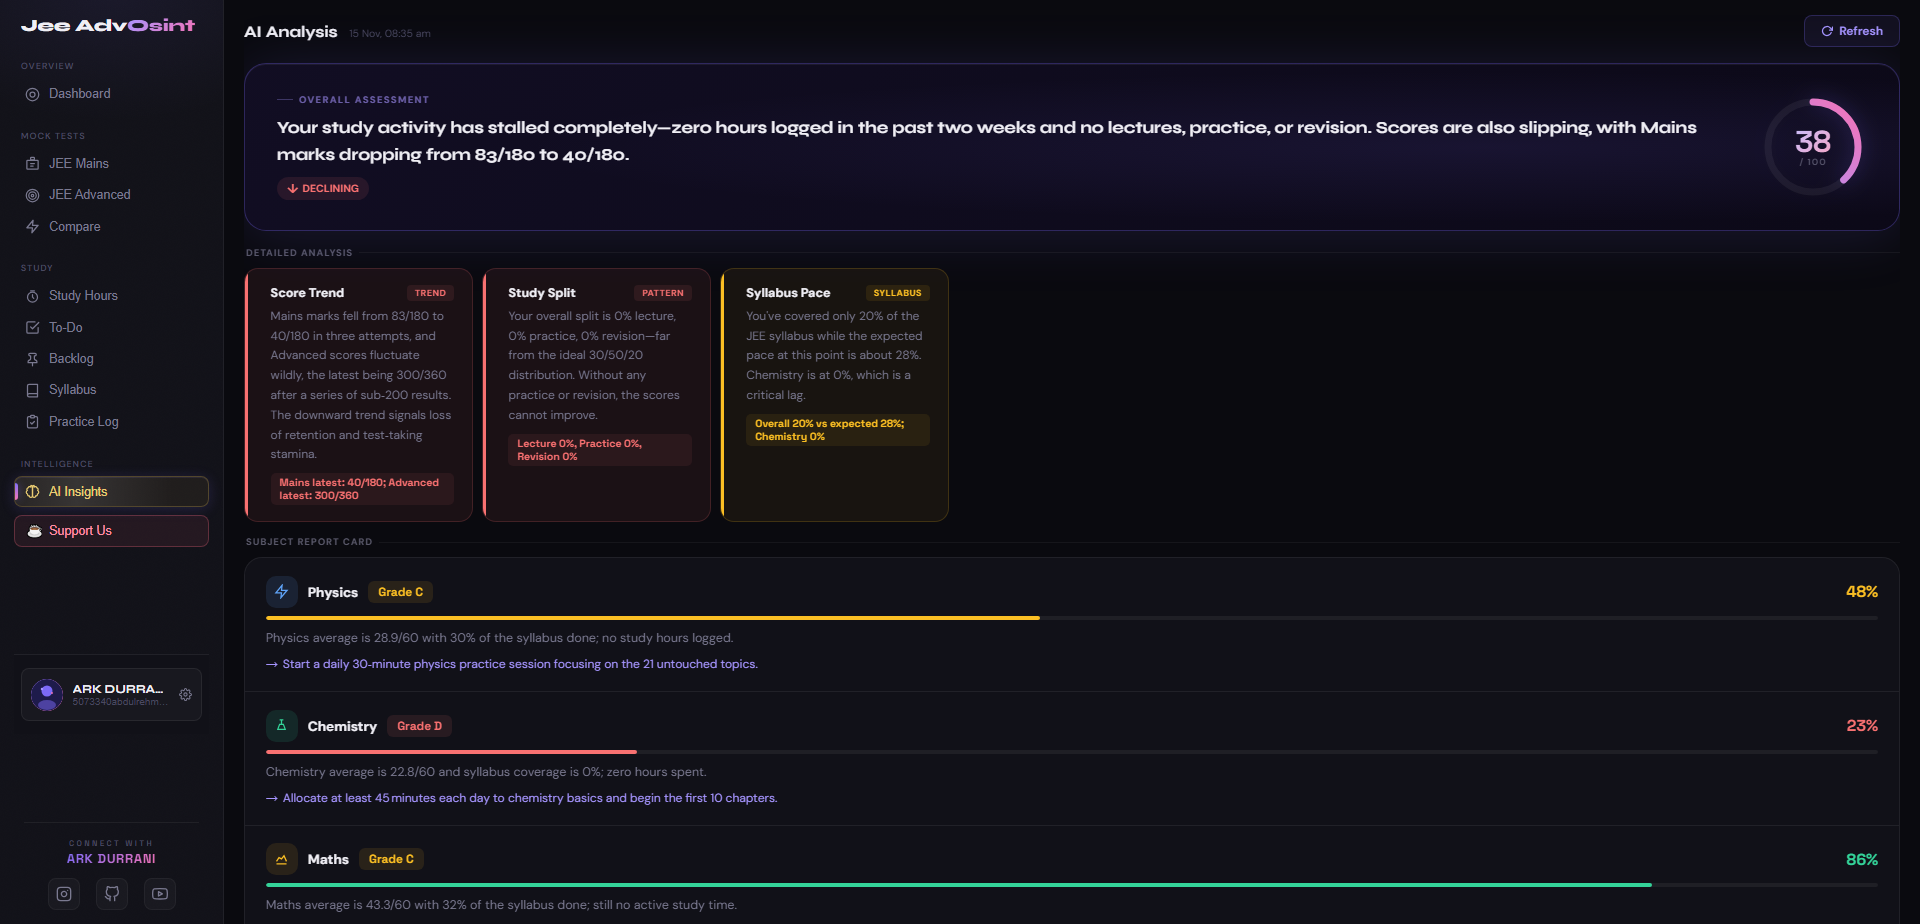 Jee AdvOsint
OVERVIEW
Dashboard
MOCK TESTS
JEE Mains
JEE Advanced
Compare
STUDY
Study Hours
To-Do
Backlog
Syllabus
Practice Log
INTELLIGENCE
AI Insights
Support Us
ARK DURRA...
5073340abdulrehm...
CONNECT WITH
ARK DURRANI
AI Analysis
15 Nov, 08:35 am
Refresh
OVERALL ASSESSMENT
Your study activity has stalled completely—zero hours logged in the past two weeks and no lectures, practice, or revision. Scores are also slipping, with Mains
marks dropping from 83/180 to 40/180.
↓ DECLINING
38
/ 100
DETAILED ANALYSIS
Score Trend
TREND
Mains marks fell from 83/180 to
40/180 in three attempts, and
Advanced scores fluctuate
wildly, the latest being 300/360
after a series of sub-200 results.
The downward trend signals loss
of retention and test-taking
stamina.
Mains latest: 40/180; Advanced
latest: 300/360
Study Split
PATTERN
Your overall split is 0% lecture,
0% practice, 0% revision—far
from the ideal 30/50/20
distribution. Without any
practice or revision, the scores
cannot improve.
Lecture 0%, Practice 0%,
Revision 0%
Syllabus Pace
SYLLABUS
You've covered only 20% of the
JEE syllabus while the expected
pace at this point is about 28%.
Chemistry is at 0%, which is a
critical lag.
Overall 20% vs expected 28%;
Chemistry 0%
SUBJECT REPORT CARD
Physics
Grade C
48%
Physics average is 28.9/60 with 30% of the syllabus done; no study hours logged.
→ Start a daily 30-minute physics practice session focusing on the 21 untouched topics.
Chemistry
Grade D
23%
Chemistry average is 22.8/60 and syllabus coverage is 0%; zero hours spent.
→ Allocate at least 45 minutes each day to chemistry basics and begin the first 10 chapters.
Maths
Grade C
86%
Maths average is 43.3/60 with 32% of the syllabus done; still no active study time.